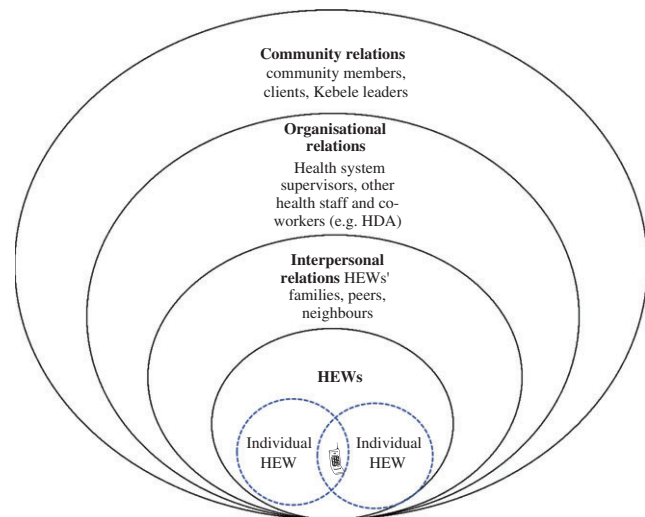 Community relations
community members,
clients, Kebele leaders
Organisational
relations
Health system
supervisors, other
health staff and co-
workers (e.g. HDA)
Interpersonal
relations HEWs'
families, peers,
neighbours
HEWs
Individual
HEW
Individual
HEW